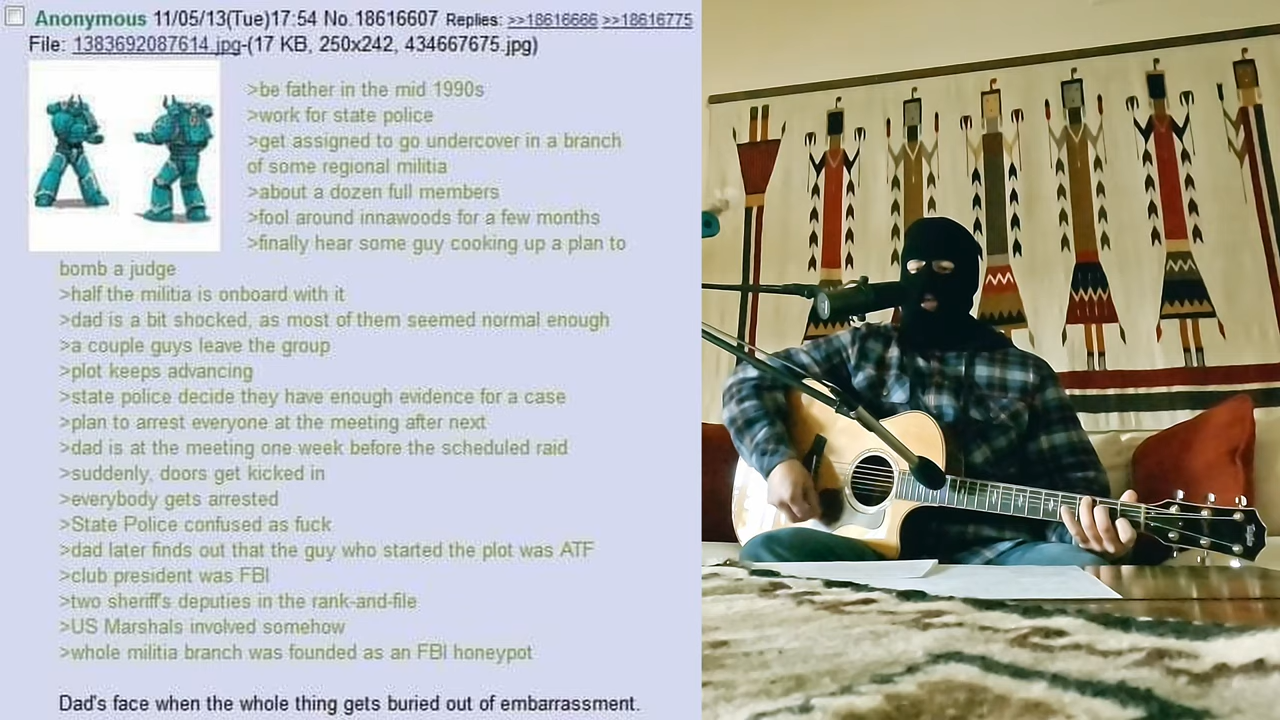 Anonymous 11/05/13(Tue)17:54 No.18616607 Replies: >>18616666 >>18616775
File: 1383692087614.jpg-(17 KB, 250x242, 434667675.jpg)
>be father in the mid 1990s
>work for state police
>get assigned to go undercover in a branch
of some regional militia
>about a dozen full members
>fool around innawoods for a few months
>finally hear some guy cooking up a plan to
bomb a judge
>half the militia is onboard with it
>dad is a bit shocked, as most of them seemed normal enough
>a couple guys leave the group
>plot keeps advancing
>state police decide they have enough evidence for a case
>plan to arrest everyone at the meeting after next
>dad is at the meeting one week before the scheduled raid
>suddenly, doors get kicked in
>everybody gets arrested
>State Police confused as fuck
>dad later finds out that the guy who started the plot was ATF
>club president was FBI
>two sheriff's deputies in the rank-and-file
>US Marshals involved somehow
>whole militia branch was founded as an FBI honeypot
Dad's face when the whole thing gets buried out of embarrassment.